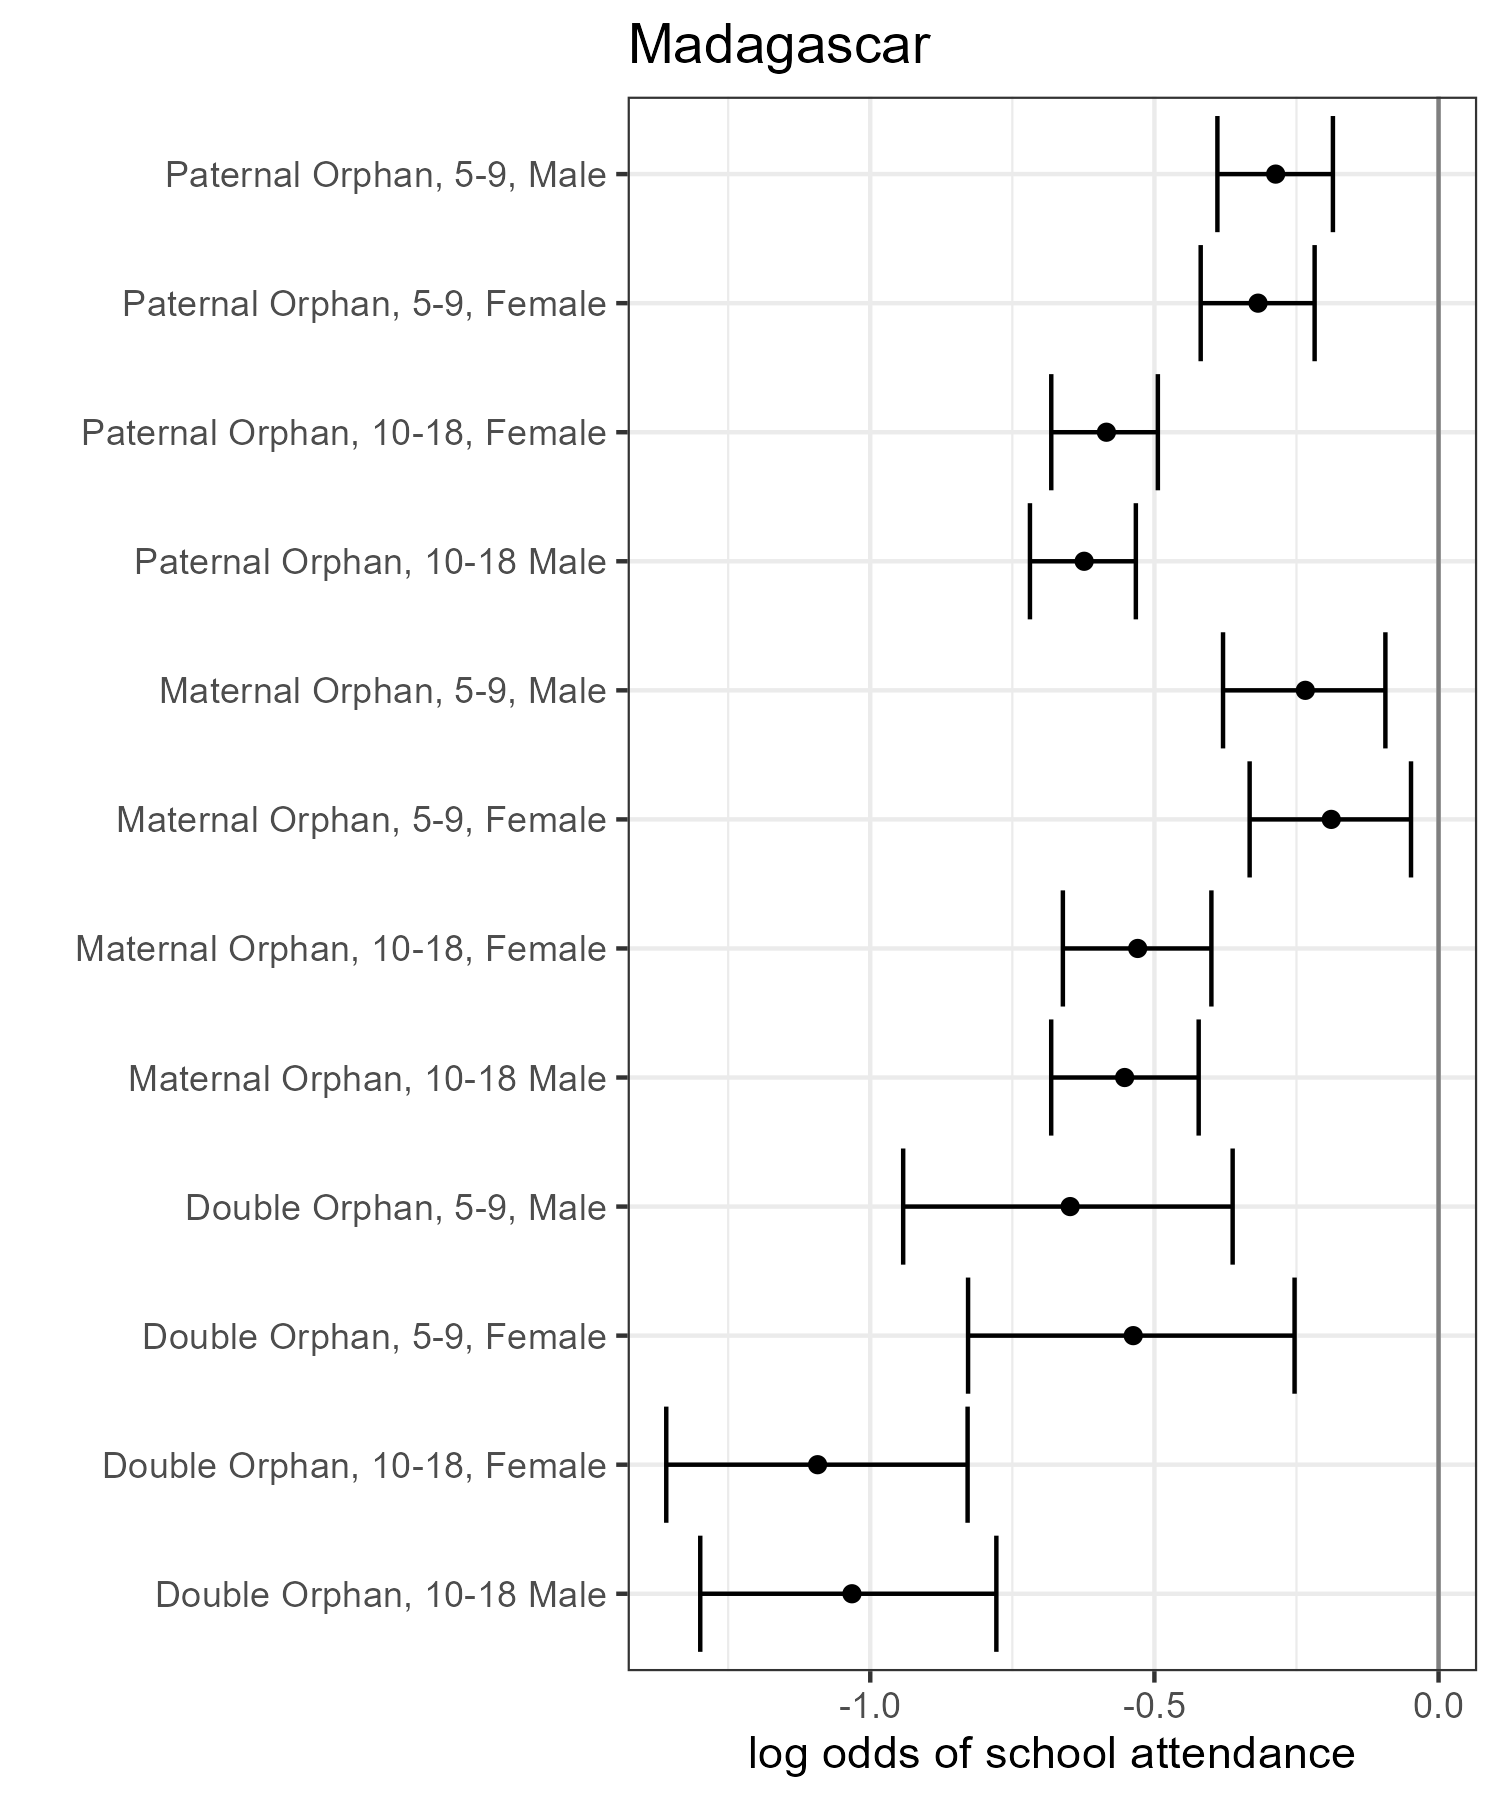 Madagascar
Paternal Orphan, 5-9, Male
Paternal Orphan, 5-9, Female
Paternal Orphan, 10-18, Female
Paternal Orphan, 10-18 Male
Maternal Orphan, 5-9, Male
Maternal Orphan, 5-9, Female
Maternal Orphan, 10-18, Female
Maternal Orphan, 10-18 Male
Double Orphan, 5-9, Male
Double Orphan, 5-9, Female
Double Orphan, 10-18, Female
Double Orphan, 10-18 Male
-1.0 -0.5 0.0
log odds of school attendance